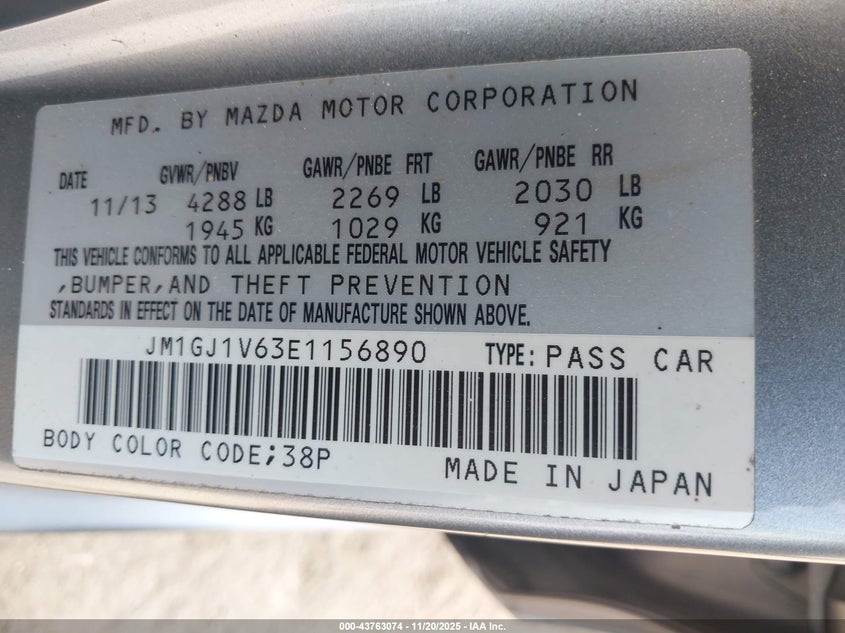 MFD. BY MAZDA MOTOR CORPORATION
DATE GVWR/PNBV GAWR/PNBE FRT GAWR/PNBE RR
11/13 4288 LB 2269 LB 2030 LB
1945 KG 1029 KG 921 KG
THIS VEHICLE CONFORMS TO ALL APPLICABLE FEDERAL MOTOR VEHICLE SAFETY
,BUMPER,AND THEFT PREVENTION
STANDARDS IN EFFECT ON THE DATE OF MANUFACTURE SHOWN ABOVE.
JM1GJ1V63E1156890 TYPE: PASS CAR
BODY COLOR CODE;38P
MADE IN JAPAN
000-43763074 - 11/20/2025 - IAA Inc.